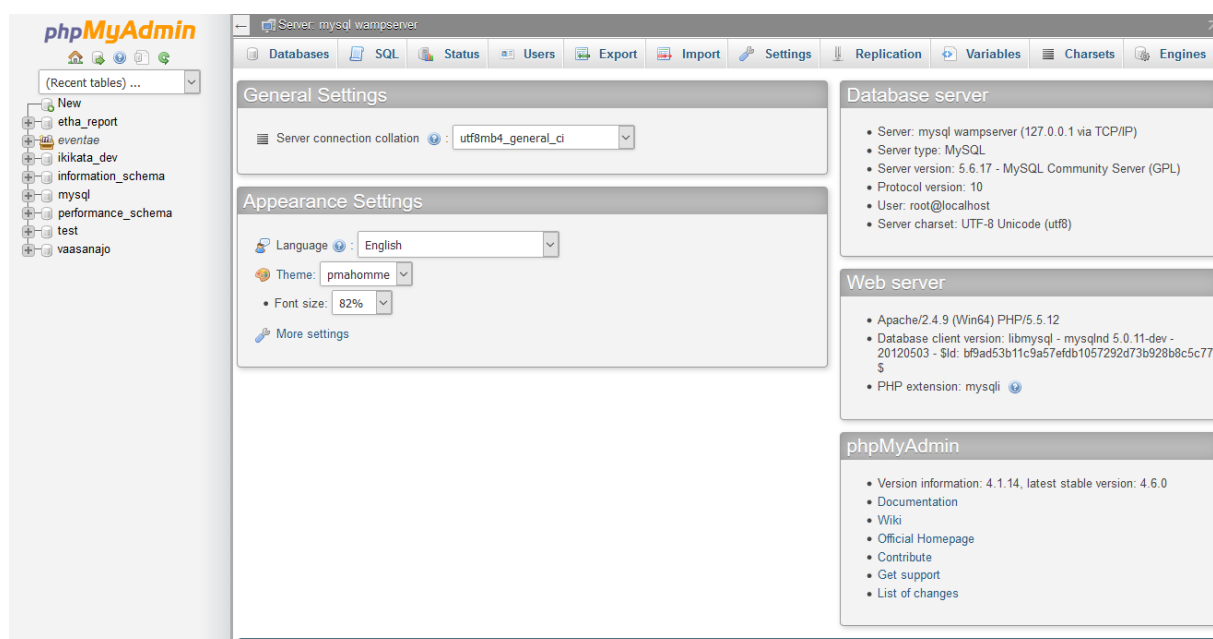 phpMyAdmin
(Recent tables) ...
New
etha_report
eventae
ikikata_dev
information_schema
mysql
performance_schema
test
vaasanajo
Server: mysql wampserver
Databases SQL Status Users Export Import Settings Replication Variables Charsets Engines
General Settings
Server connection collation : utf8mb4_general_ci
Appearance Settings
Language : English
Theme: pmahomme
• Font size: 82%
More settings
Database server
• Server: mysql wampserver (127.0.0.1 via TCP/IP)
• Server type: MySQL
• Server version: 5.6.17 - MySQL Community Server (GPL)
• Protocol version: 10
• User: root@localhost
• Server charset: UTF-8 Unicode (utf8)
Web server
• Apache/2.4.9 (Win64) PHP/5.5.12
• Database client version: libmysql - mysqlnd 5.0.11-dev -
20120503 - $Id: bf9ad53b11c9a57efdb1057292d73b928b8c5c77
$
• PHP extension: mysqli
phpMyAdmin
• Version information: 4.1.14, latest stable version: 4.6.0
• Documentation
• Wiki
• Official Homepage
• Contribute
• Get support
• List of changes